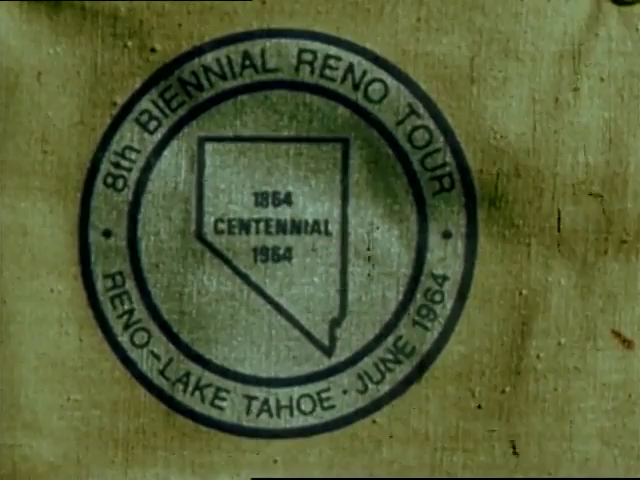 8th BIENNIAL RENO TOUR
1864
CENTENNIAL
1964
RENO-LAKE TAHOE · JUNE 1964